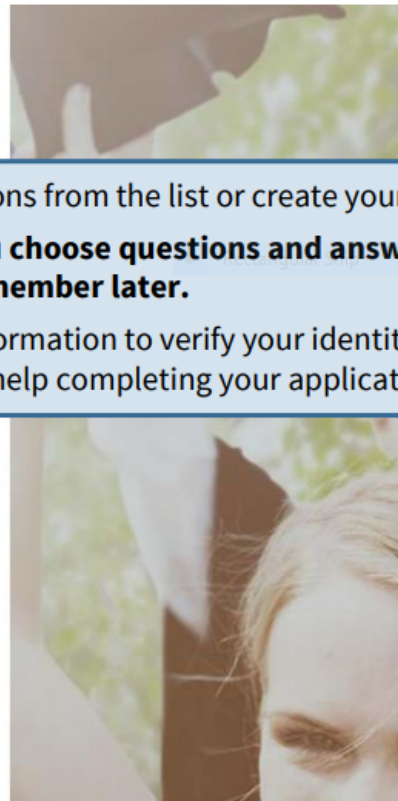 ons from the list or create your
choose questions and answ
member later.
ormation to verify your identit
help completing your applicat